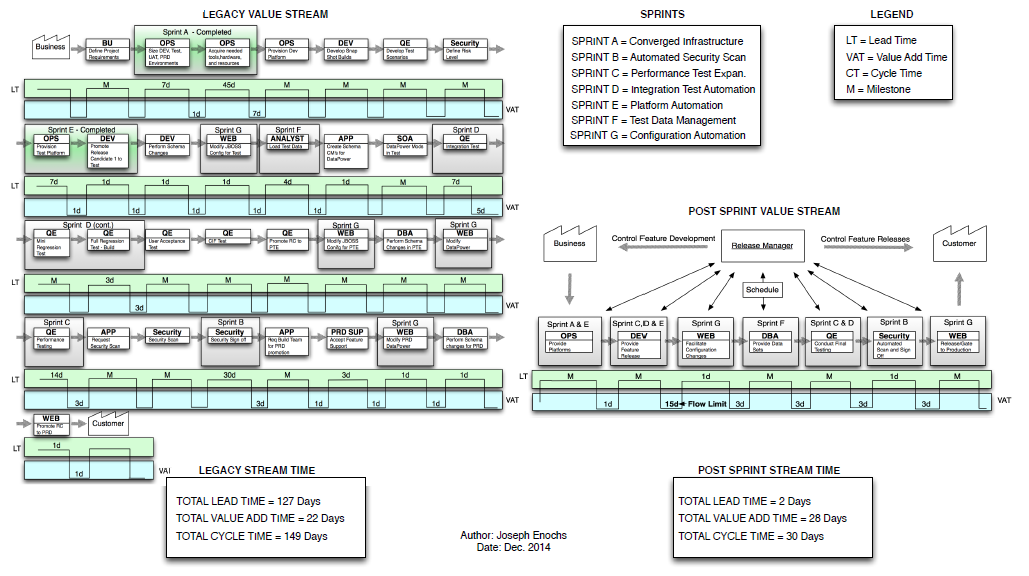 LEGACY VALUE STREAM
SPRINTS
LEGEND
SPRINT A = Converged Infrastructure
SPRINT B = Automated Security Scan
SPRINT C = Performance Test Expan.
SPRINT D = Integration Test Automation
SPRINT E = Platform Automation
SPRINT F = Test Data Management
SPRINT G = Configuration Automation
LT = Lead Time
VAT = Value Add Time
CT = Cycle Time
M = Milestone
Sprint A - Completed
Business
BU
Define Project
Requirements
OPS
Size DEV, Test,
UAT, PRD
Environments
OPS
Acquire needed
tools,hardware,
and resources
OPS
Provision Dev
Platform
DEV
Develop Snap
Shot Builds
QE
Develop Test
Scenarios
Security
Define Risk
Level
LT
M 7d 45d M M M
1d 7d
VAT
Sprint E - Completed
Sprint G
Sprint F
Sprint D
OPS
Provision
Test Platform
DEV
Promote
Release
Candidate 1 to
Test
DEV
Perform Schema
Changes
WEB
Modify JBOSS
Config for Test
ANALYST
Load Test Data
APP
Create Schema
CM's for
DataPower
SOA
DataPower Mods
in Test
QE
Integration Test
LT
7d 1d 1d 1d 4d 1d M 7d
1d 1d 1d 1d 1d 5d
VAT
Sprint D (cont.)
Sprint G
Sprint G
QE
Mini
Regression
Test
QE
Full Regression
Test - Build
QE
User Acceptance
Test
QE
CIT Test
QE
Promote RC to
PTE
WEB
Modify JBOSS
Config for PTE
DBA
Perform Schema
Changes in PTE
WEB
Modify
DataPower
LT
M 3d M M M M M M
3d
VAT
Sprint C
Sprint B
Sprint G
QE
Performance
Testing
APP
Request
Security Scan
Security
Security Scan
Security
Security Sign off
APP
Req Build Team
for PRD
promotion
PRD SUP
Accept Feature
Support
WEB
Modify PRD
DataPower
DBA
Perform Schema
changes for PRD
LT
14d M M 30d M 3d 1d 1d
3d 3d 1d 1d 1d
VAT
WEB
Promote RC
to PRD
Customer
LT
1d
1d
VAI
LEGACY STREAM TIME
TOTAL LEAD TIME = 127 Days
TOTAL VALUE ADD TIME = 22 Days
TOTAL CYCLE TIME = 149 Days
Author: Joseph Enochs
Date: Dec. 2014
POST SPRINT VALUE STREAM
Business
Control Feature Development
Release Manager
Control Feature Releases
Customer
Schedule
Sprint A & E
OPS
Provide
Platforms
Sprint C,D & E
DEV
Provide
Feature
Release
Sprint G
WEB
Facilitate
Configuration
Changes
Sprint F
DBA
Provide Data
Sets
Sprint C & D
QE
Conduct Final
Testing
Sprint B
Security
Automated
Scan and Sign
Off
Sprint G
WEB
Release/Gate
to Production
LT
M M 1d M M 1d M
1d 15d Flow Limit 3d 3d 3d 3d
VAT
POST SPRINT STREAM TIME
TOTAL LEAD TIME = 2 Days
TOTAL VALUE ADD TIME = 28 Days
TOTAL CYCLE TIME = 30 Days